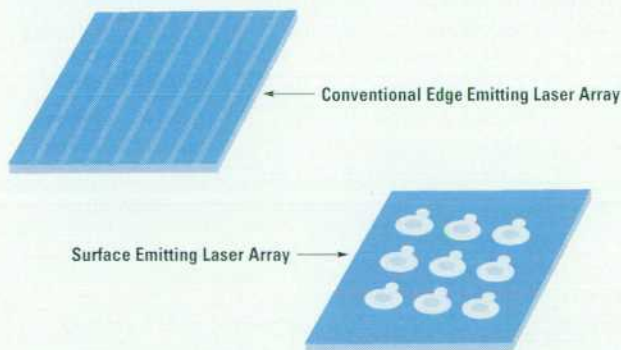 Conventional Edge Emitting Laser Array
Surface Emitting Laser Array